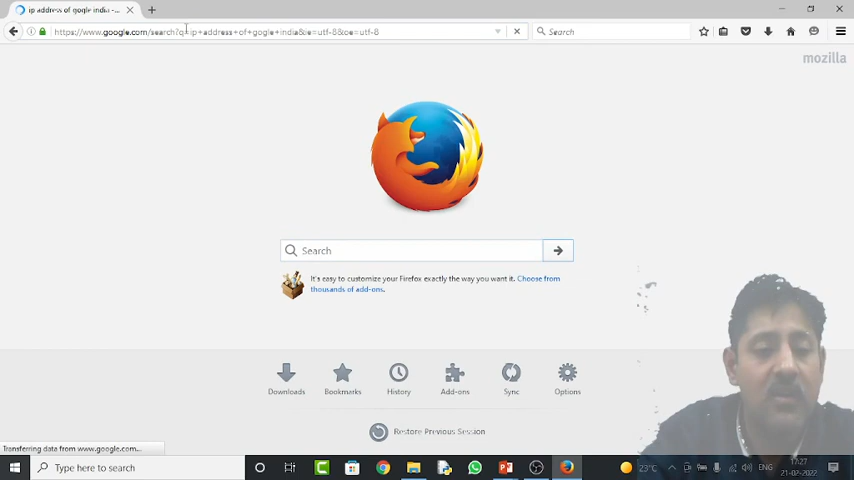 ip address of gogle india -...
https://www.google.com/search?q=ip+address+of+gogle+india&ie=utf-8&oe=utf-8
Search
mozilla
Search
It's easy to customize your Firefox exactly the way you want it. Choose from
thousands of add-ons.
Downloads
Bookmarks
History
Add-ons
Sync
Options
Restore Previous Session
Transferring data from www.google.com...
Type here to search
23°C
ENG
17:27
21-02-2022